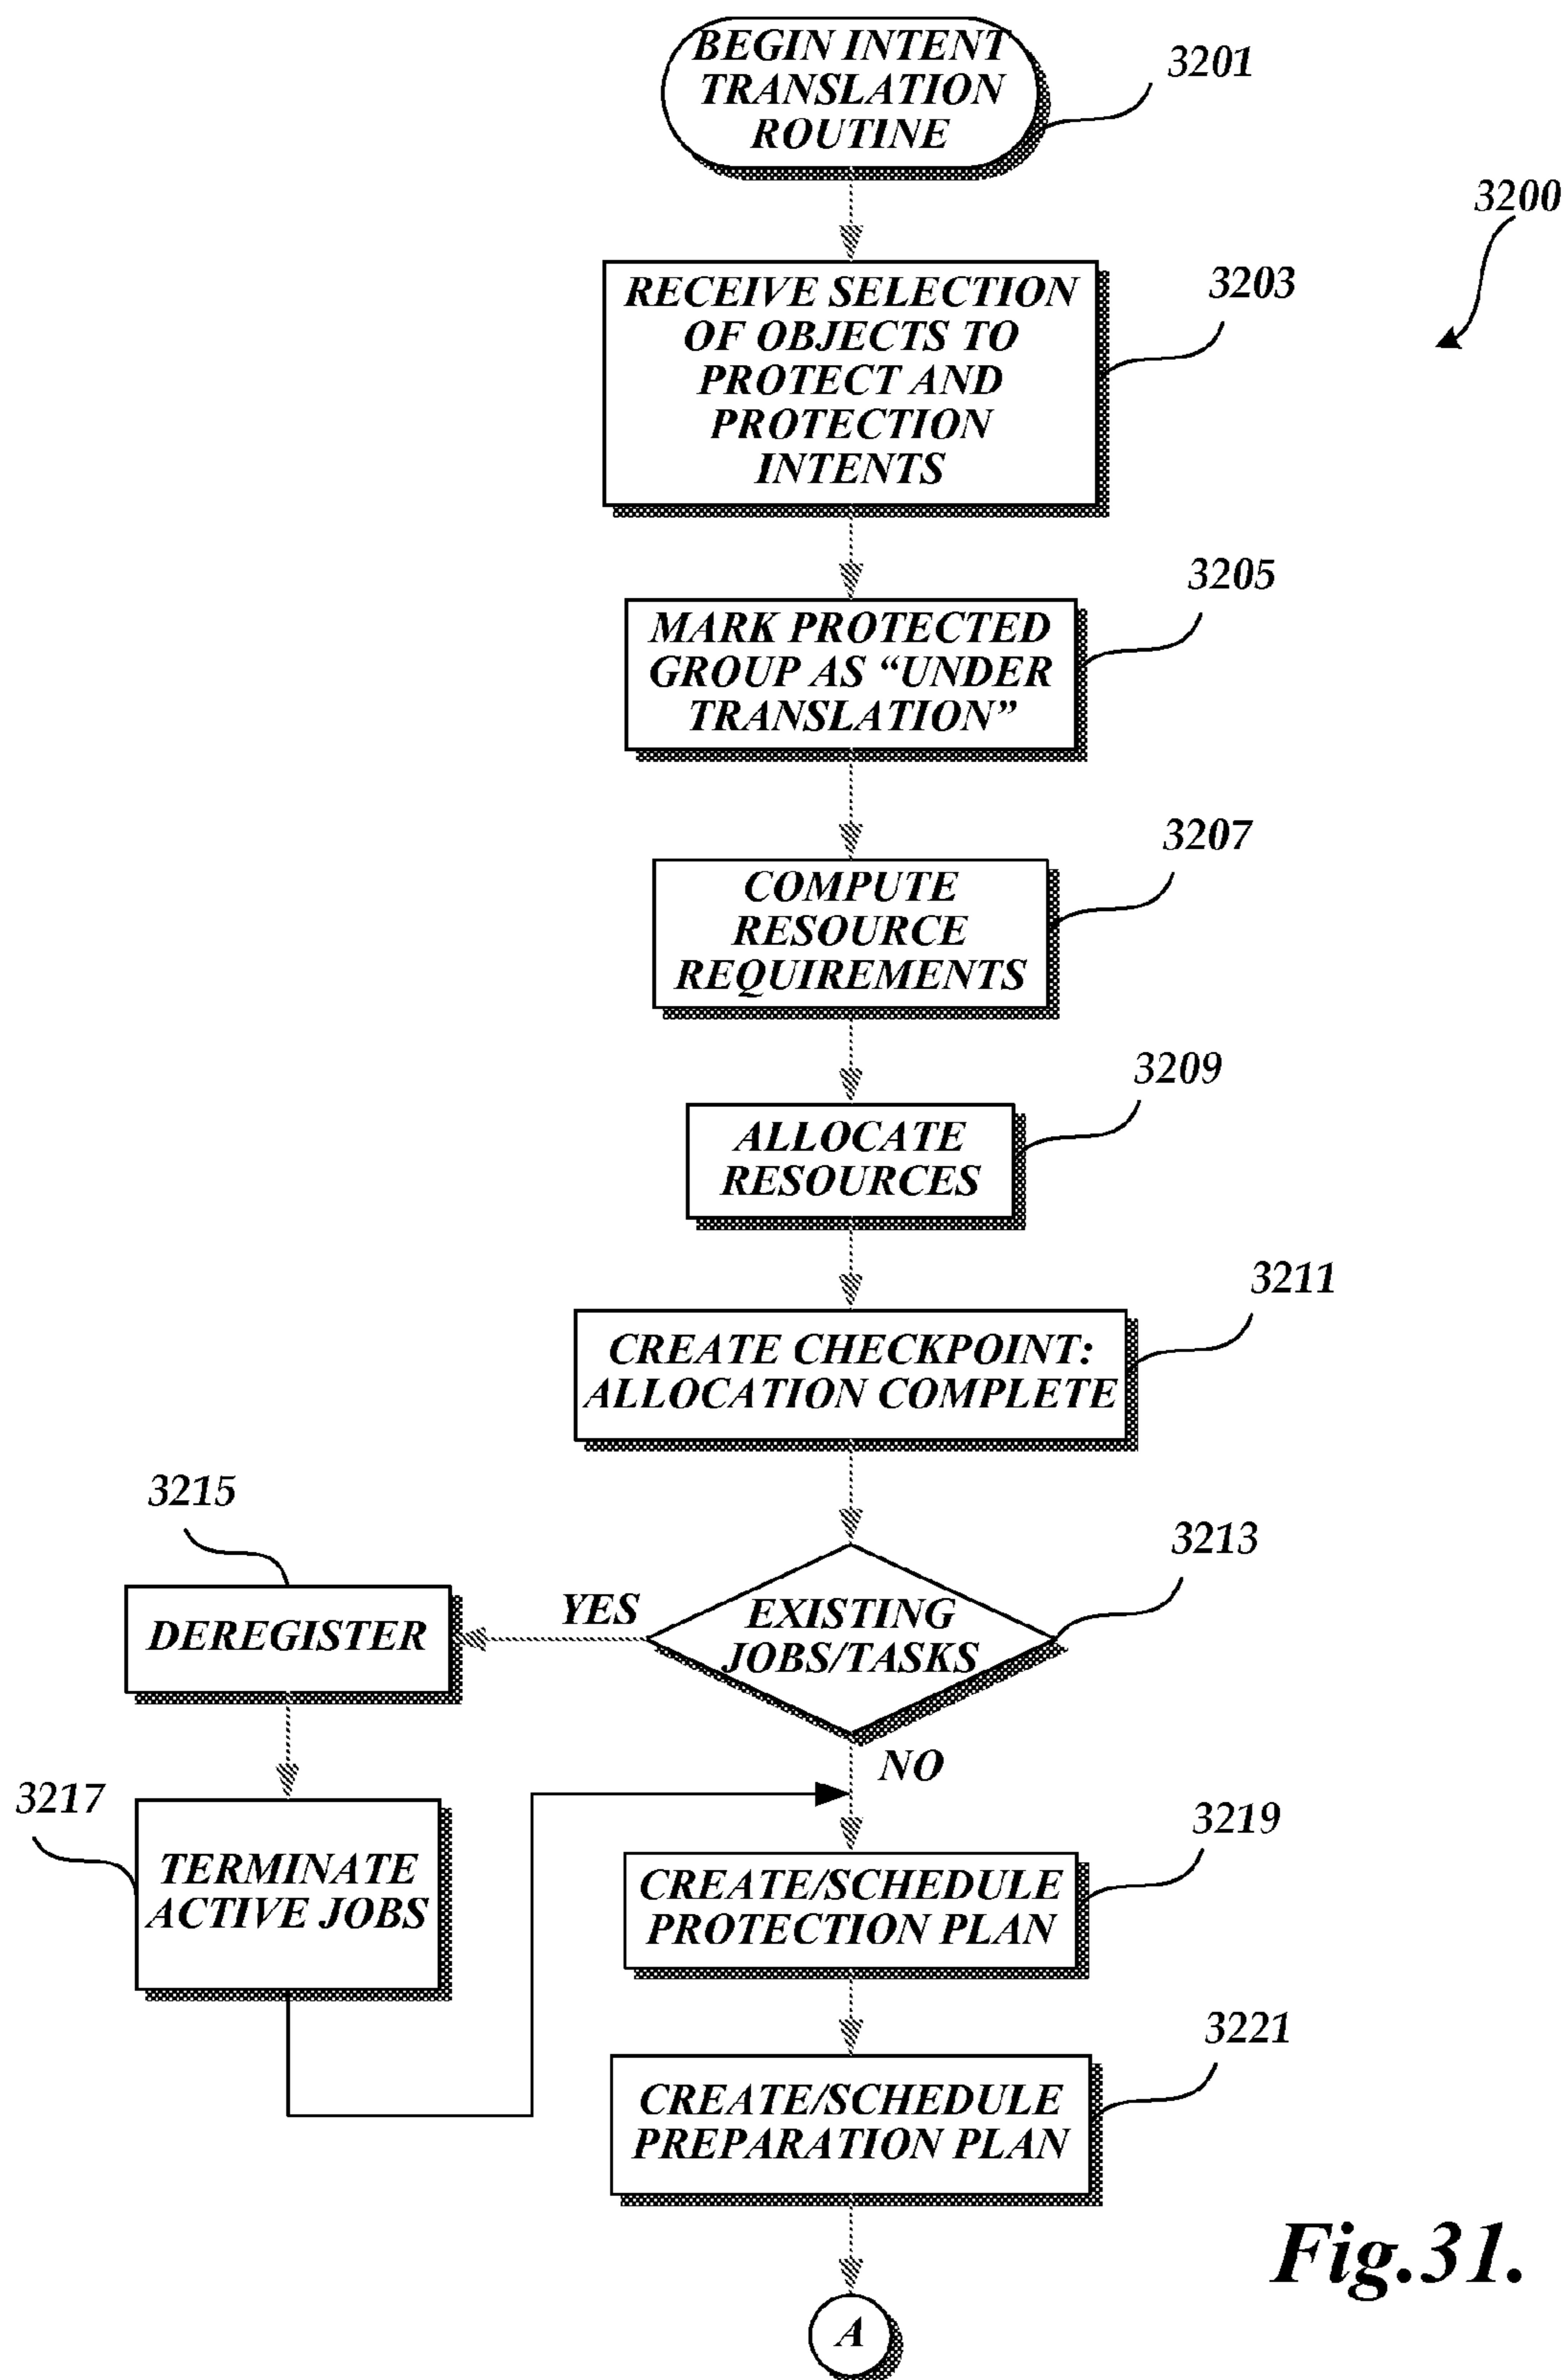 BEGIN INTENT
TRANSLATION
ROUTINE
3201
3200
RECEIVE SELECTION
OF OBJECTS TO
PROTECT AND
PROTECTION
INTENTS
3203
MARK PROTECTED
GROUP AS “UNDER
TRANSLATION”
3205
COMPUTE
RESOURCE
REQUIREMENTS
3207
ALLOCATE
RESOURCES
3209
CREATE CHECKPOINT:
ALLOCATION COMPLETE
3211
EXISTING
JOBS/TASKS
3213
YES
3215
DEREGISTER
NO
3217
TERMINATE
ACTIVE JOBS
CREATE/SCHEDULE
PROTECTION PLAN
3219
CREATE/SCHEDULE
PREPARATION PLAN
3221
A
Fig.31.